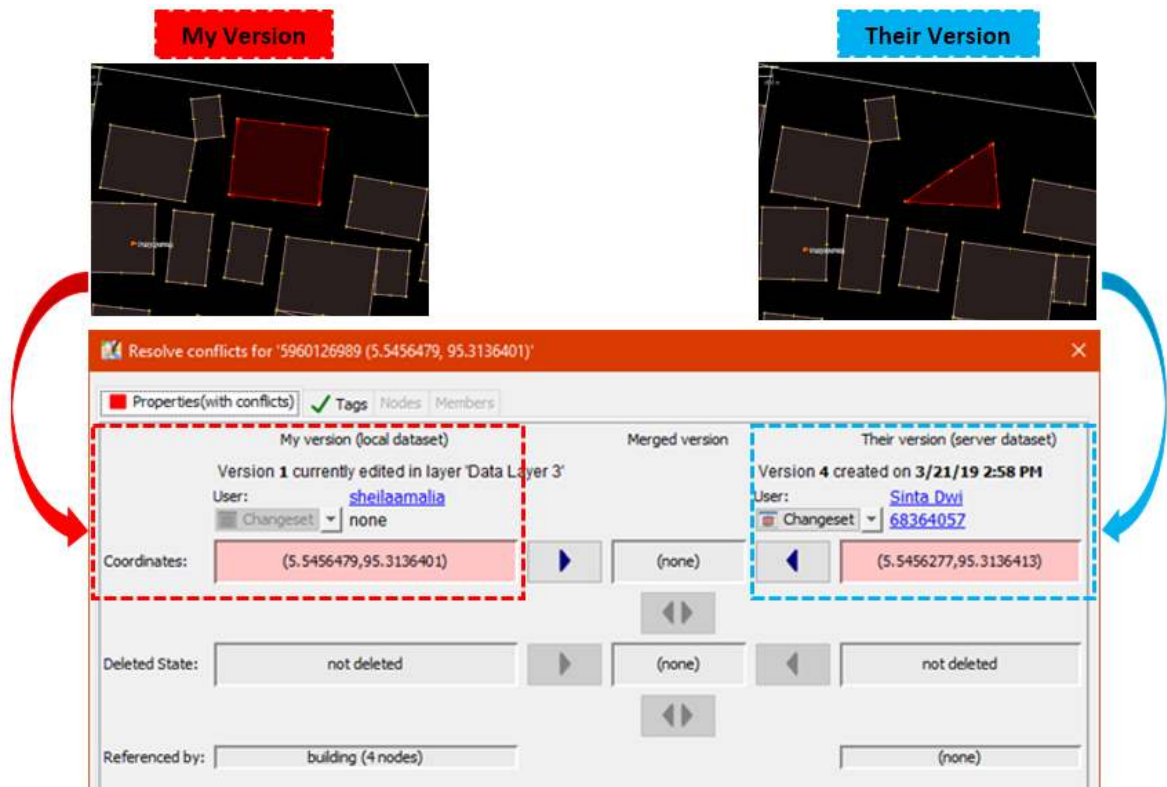 My Version
Their Version
Resolve conflicts for '5960126989 (5.5456479, 95.3136401)'
Properties(with conflicts) Tags Nodes Members
My version (local dataset) Merged version Their version (server dataset)
Version 1 currently edited in layer 'Data Layer 3' Version 4 created on 3/21/19 2:58 PM
User: sheilaamalia User: Sinta Dwi
Changeset none Changeset 68364057
Coordinates: (5.5456479,95.3136401) (none) (5.5456277,95.3136413)
Deleted State: not deleted (none) not deleted
Referenced by: building (4 nodes) (none)